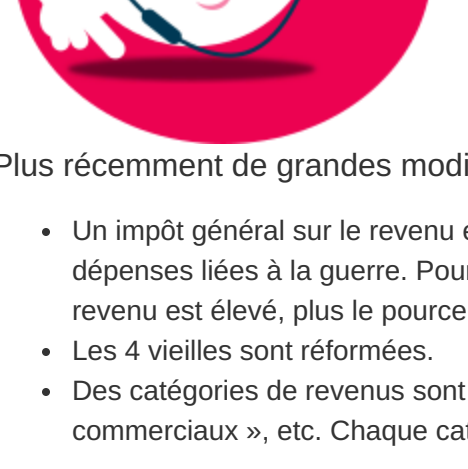 Plus récemment de grandes modi
Un impôt général sur le revenu
dépenses liées à la guerre. Pour
revenu est élevé, plus le pource
Les 4 vieilles sont réformées.
Des catégories de revenus sont
commerciaux », etc. Chaque cat